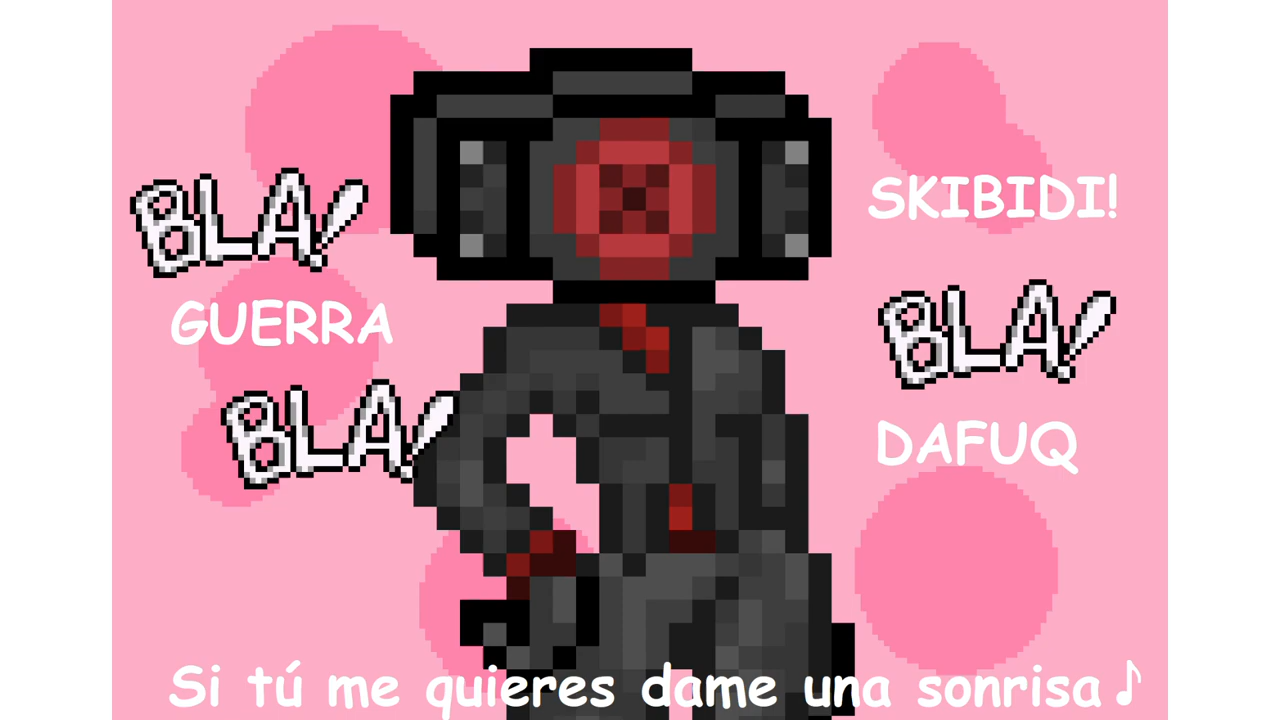 BLA!
SKIBIDI!
GUERRA
BLA!
BLA!
DAFUQ
Si tú me quieres dame una sonrisa♪